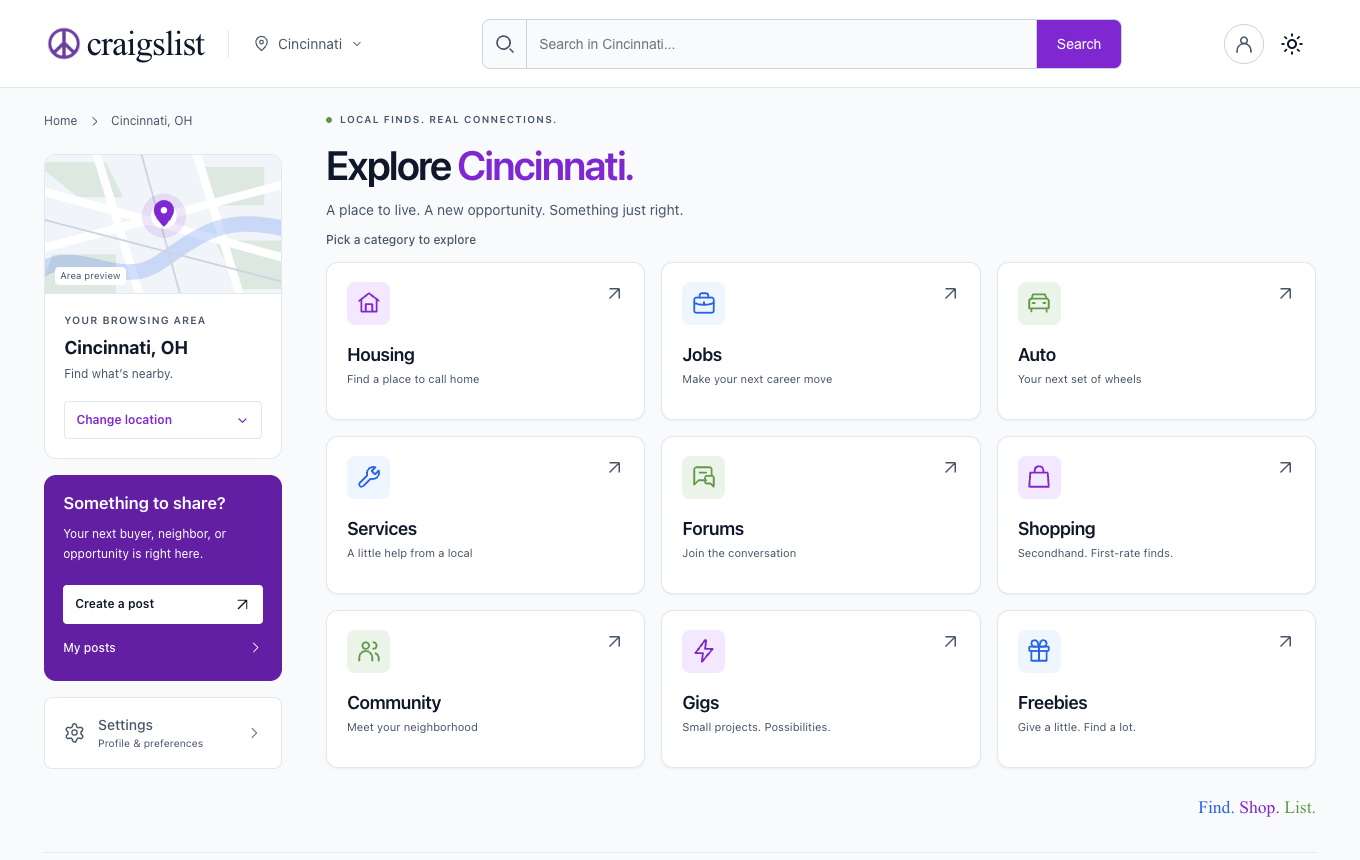 craigslist
Cincinnati
Search in Cincinnati...
Search
Home
Cincinnati, OH
Area preview
YOUR BROWSING AREA
Cincinnati, OH
Find what's nearby.
Change location
Something to share?
Your next buyer, neighbor, or
opportunity is right here.
Create a post
My posts
Settings
Profile & preferences
LOCAL FINDS. REAL CONNECTIONS.
Explore Cincinnati.
A place to live. A new opportunity. Something just right.
Pick a category to explore
Housing
Find a place to call home
Jobs
Make your next career move
Auto
Your next set of wheels
Services
A little help from a local
Forums
Join the conversation
Shopping
Secondhand. First-rate finds.
Community
Meet your neighborhood
Gigs
Small projects. Possibilities.
Freebies
Give a little. Find a lot.
Find. Shop. List.